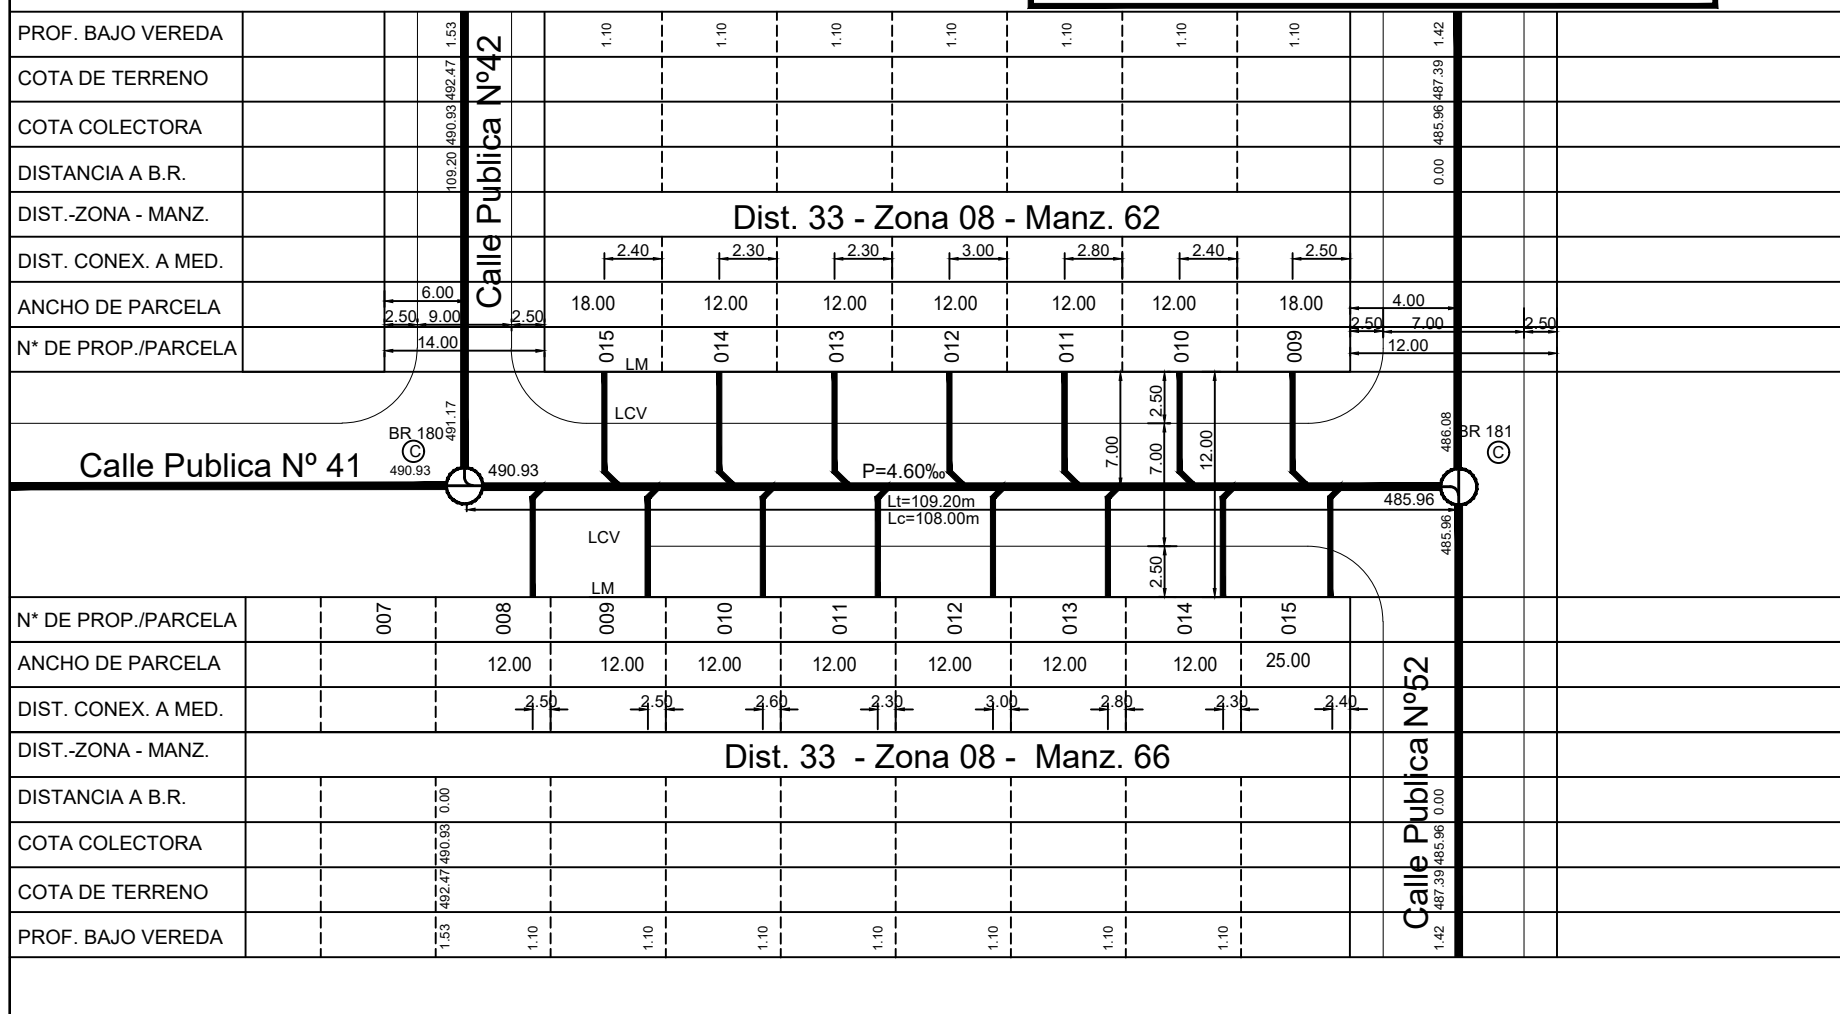 PROF. BAJO VEREDA 1.53 1.10 1.10 1.10 1.10 1.10 1.10 1.10 1.42
COTA DE TERRENO 492.47 487.39
COTA COLECTORA 490.93 485.96
DISTANCIA A B.R. 109.20 0.00
Calle Publica Nº42
DIST.-ZONA - MANZ. Dist. 33 - Zona 08 - Manz. 62
DIST. CONEX. A MED. 2.40 2.30 2.30 3.00 2.80 2.40 2.50
ANCHO DE PARCELA 6.00 18.00 12.00 12.00 12.00 12.00 12.00 18.00 4.00
2.50 9.00 2.50 2.50 7.00 2.50
N* DE PROP./PARCELA 14.00 015 014 013 012 011 010 009 12.00
LM
LCV
2.50
7.00 7.00 12.00
491.17 486.08
BR 180 BR 181
C C
Calle Publica Nº 41 490.93 490.93 P=4.60‰ 485.96
Lt=109.20m
Lc=108.00m
485.96
LCV
2.50
LM
N* DE PROP./PARCELA 007 008 009 010 011 012 013 014 015
ANCHO DE PARCELA 12.00 12.00 12.00 12.00 12.00 12.00 12.00 25.00
DIST. CONEX. A MED. 2.50 2.50 2.60 2.30 3.00 2.80 2.30 2.40
Calle Publica Nº52
DIST.-ZONA - MANZ. Dist. 33 - Zona 08 - Manz. 66
DISTANCIA A B.R. 0.00 0.00
COTA COLECTORA 490.93 485.96
COTA DE TERRENO 492.47 487.39
PROF. BAJO VEREDA 1.53 1.10 1.10 1.10 1.10 1.10 1.10 1.10 1.42